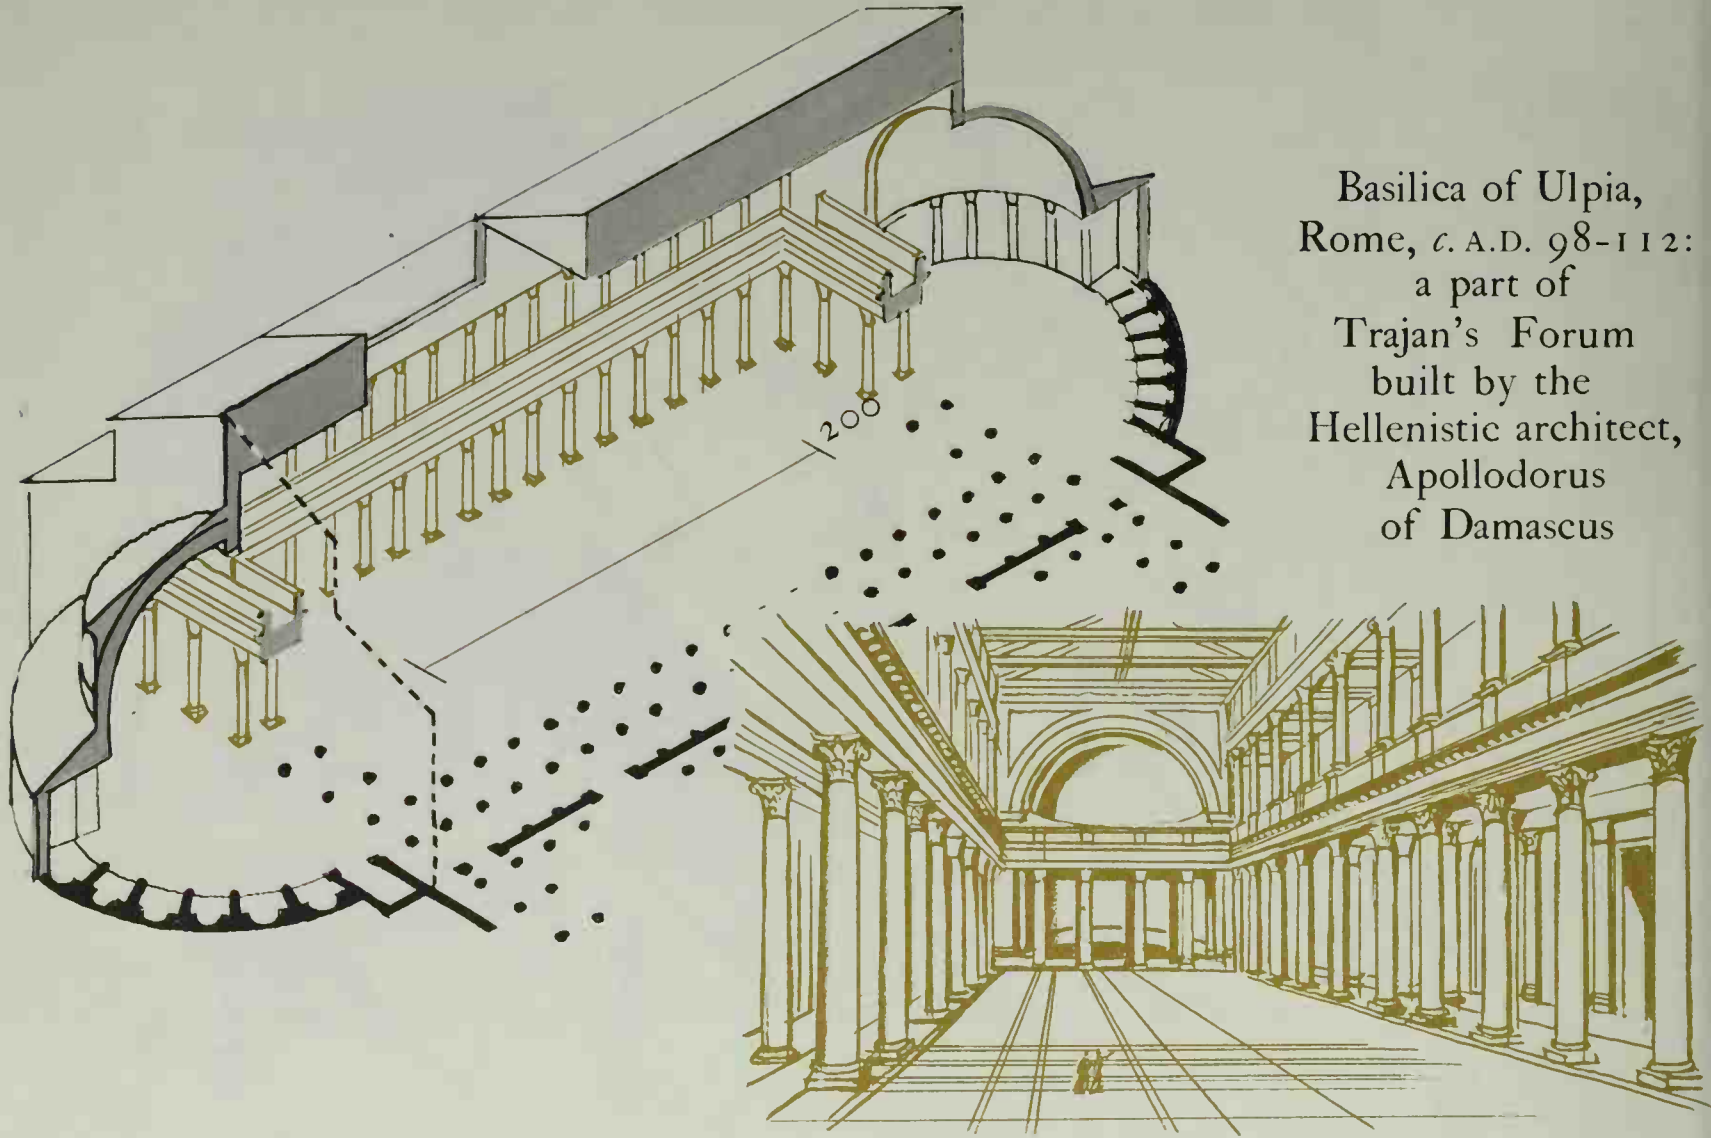 Basilica of Ulpia,
Rome, c. A.D. 98-112:
a part of
Trajan's Forum
built by the
Hellenistic architect,
Apollodorus
of Damascus
200